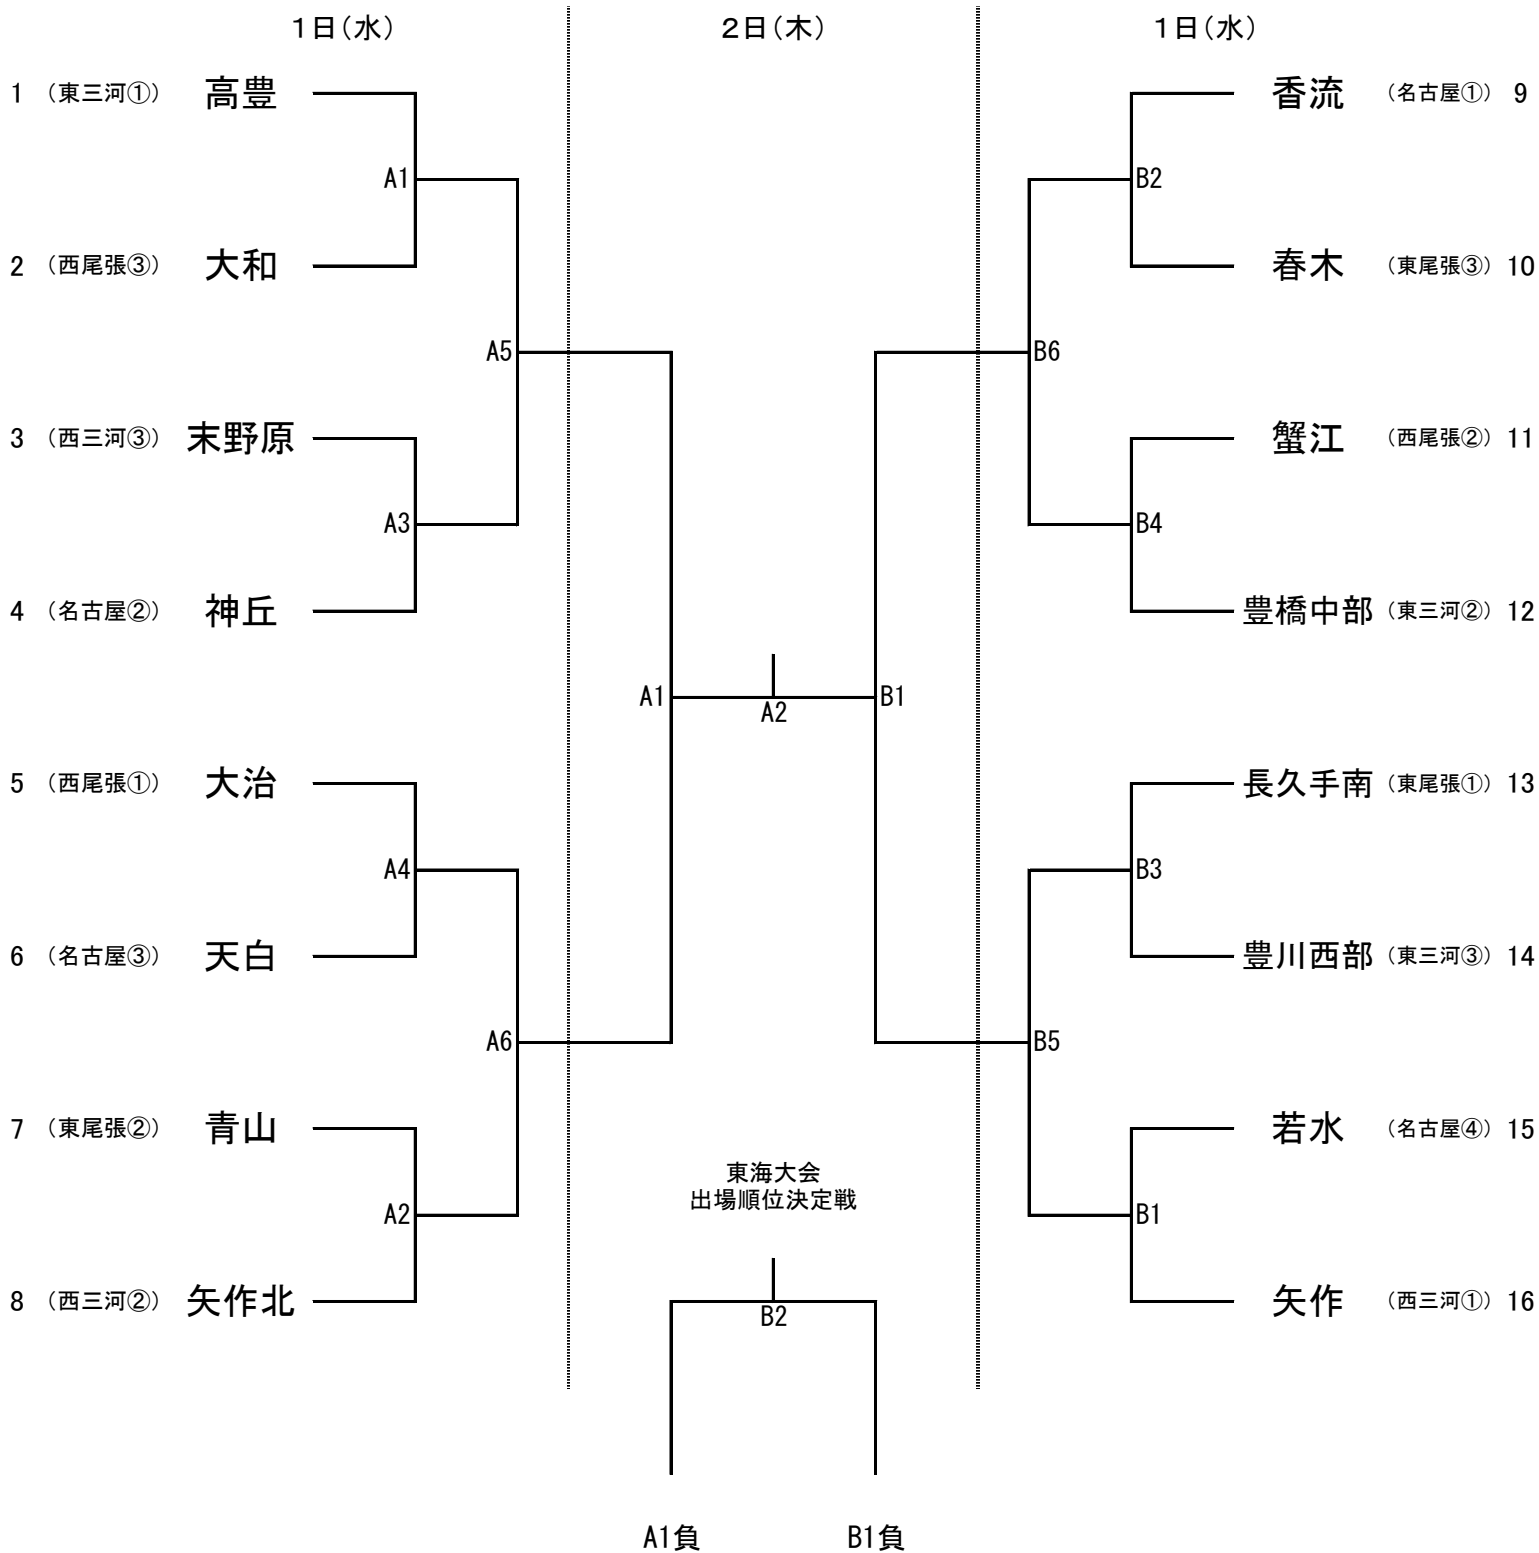 1日(水) 2日(木) 1日(水)
1 (東三河①) 高豊 香流 (名古屋①) 9
A1 B2
2 (西尾張③) 大和 春木 (東尾張③) 10
A5 B6
3 (西三河③) 末野原 蟹江 (西尾張②) 11
A3 B4
4 (名古屋②) 神丘 豊橋中部 (東三河②) 12
A1 A2 B1
5 (西尾張①) 大治 長久手南 (東尾張①) 13
A4 B3
6 (名古屋③) 天白 豊川西部 (東三河③) 14
A6 B5
7 (東尾張②) 青山 若水 (名古屋④) 15
東海大会
出場順位決定戦
A2 B1
8 (西三河②) 矢作北 矢作 (西三河①) 16
B2
A1負 B1負